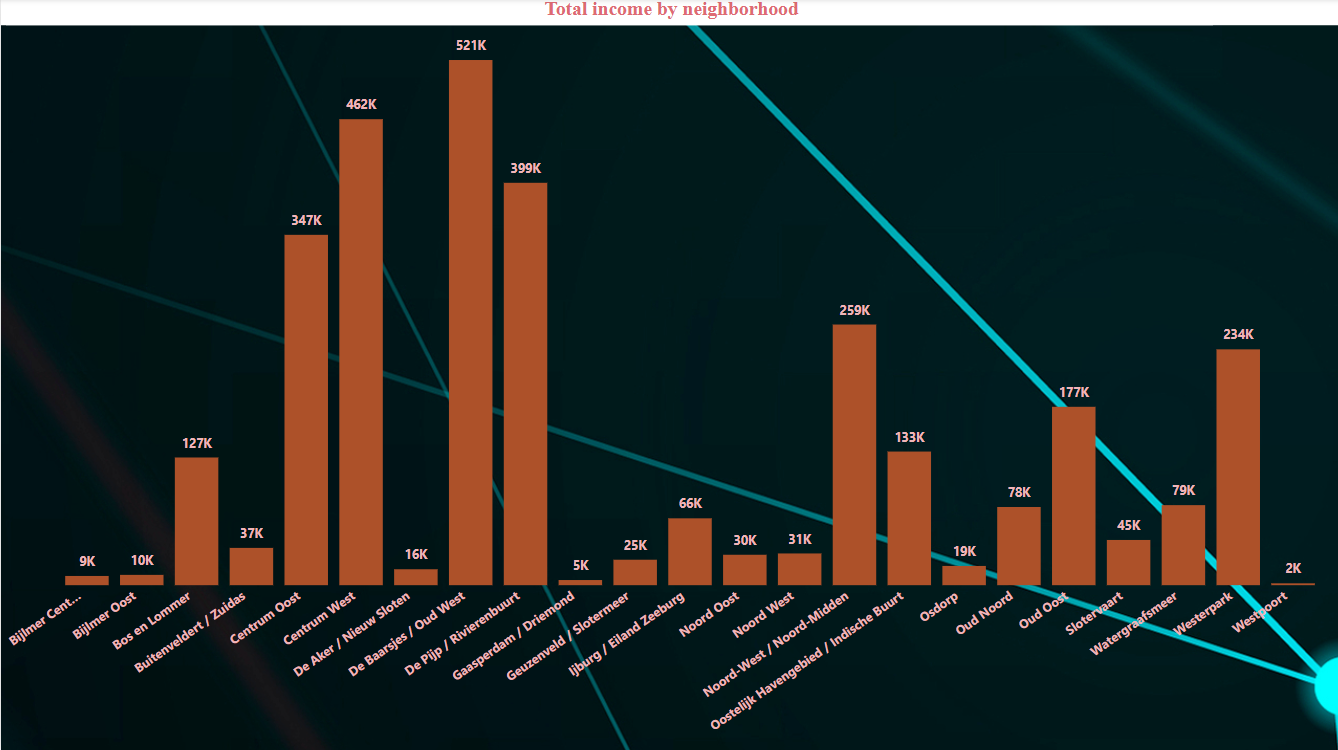 Total income by neighborhood
521K
462K
399K
347K
259K
234K
177K
127K
133K
79K
78K
66K
45K
37K
30K
31K
25K
19K
16K
9K
10K
5K
2K
Bijlmer Cent...
Bijlmer Oost
Bos en Lommer
Buitenveldert / Zuidas
Centrum Oost
Centrum West
De Aker / Nieuw Sloten
De Baarsjes / Oud West
De Pijp / Rivierenbuurt
Gaasperdam / Driemond
Geuzenveld / Slotermeer
Ijburg / Eiland Zeeburg
Noord Oost
Noord West
Noord-West / Noord-Midden
Oostelijk Havengebied / Indische Buurt
Osdorp
Oud Noord
Oud Oost
Slotervaart
Watergraafsmeer
Westerpark
Westpoort